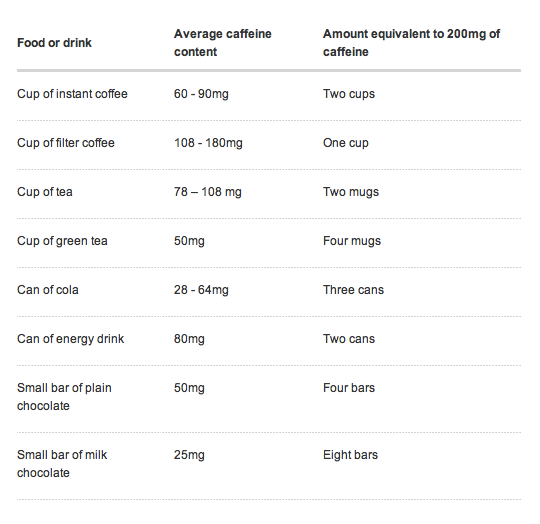 Food or drink Average caffeine content Amount equivalent to 200mg of caffeine
Cup of instant coffee 60 - 90mg Two cups
Cup of filter coffee 108 - 180mg One cup
Cup of tea 78 – 108 mg Two mugs
Cup of green tea 50mg Four mugs
Can of cola 28 - 64mg Three cans
Can of energy drink 80mg Two cans
Small bar of plain chocolate 50mg Four bars
Small bar of milk chocolate 25mg Eight bars